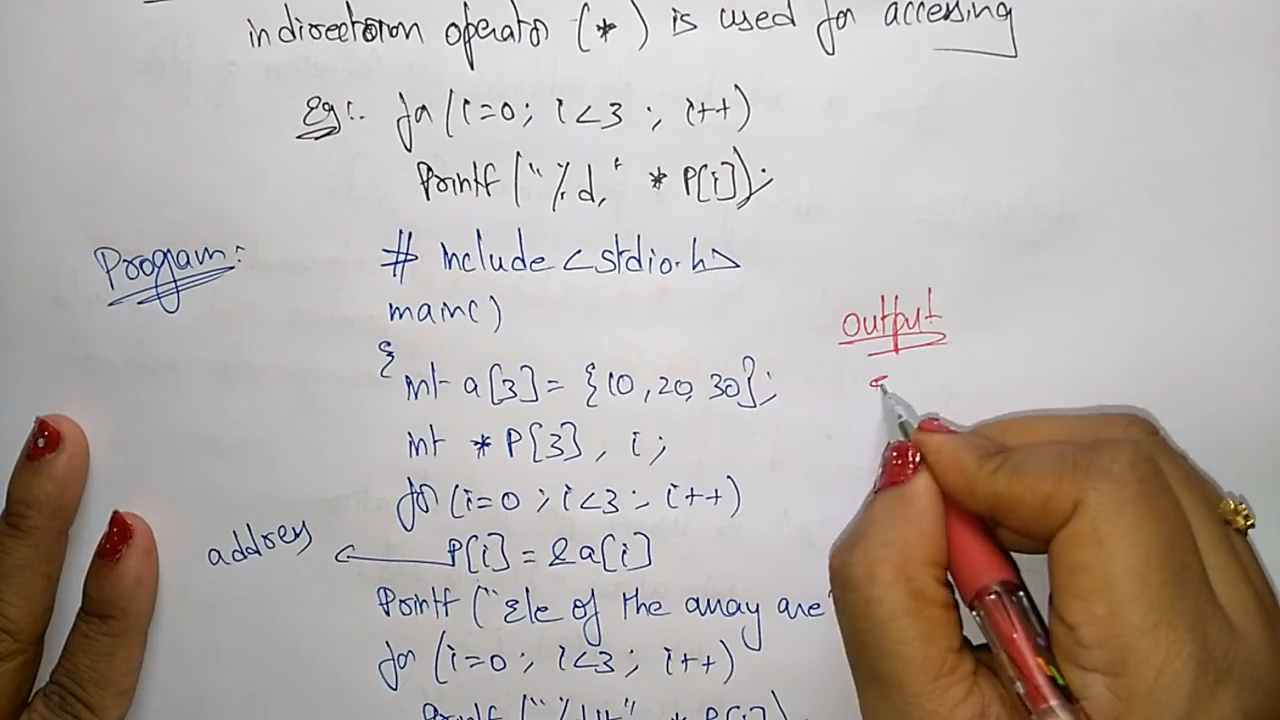 indirection operator (*) is used for accessing
Eg:. for (i=0; i<3; i++)
Printf ("%d," * P[i]);
Program:
# include <stdio.h>
main()
{
int a[3] = {10, 20, 30};
int * P[3], i;
for (i=0; i<3; i++)
address
P[i] = &a[i]
Printf ("Ele of the array are"
for (i=0; i<3; i++)
Printf ("%d\t" * P[i])
output